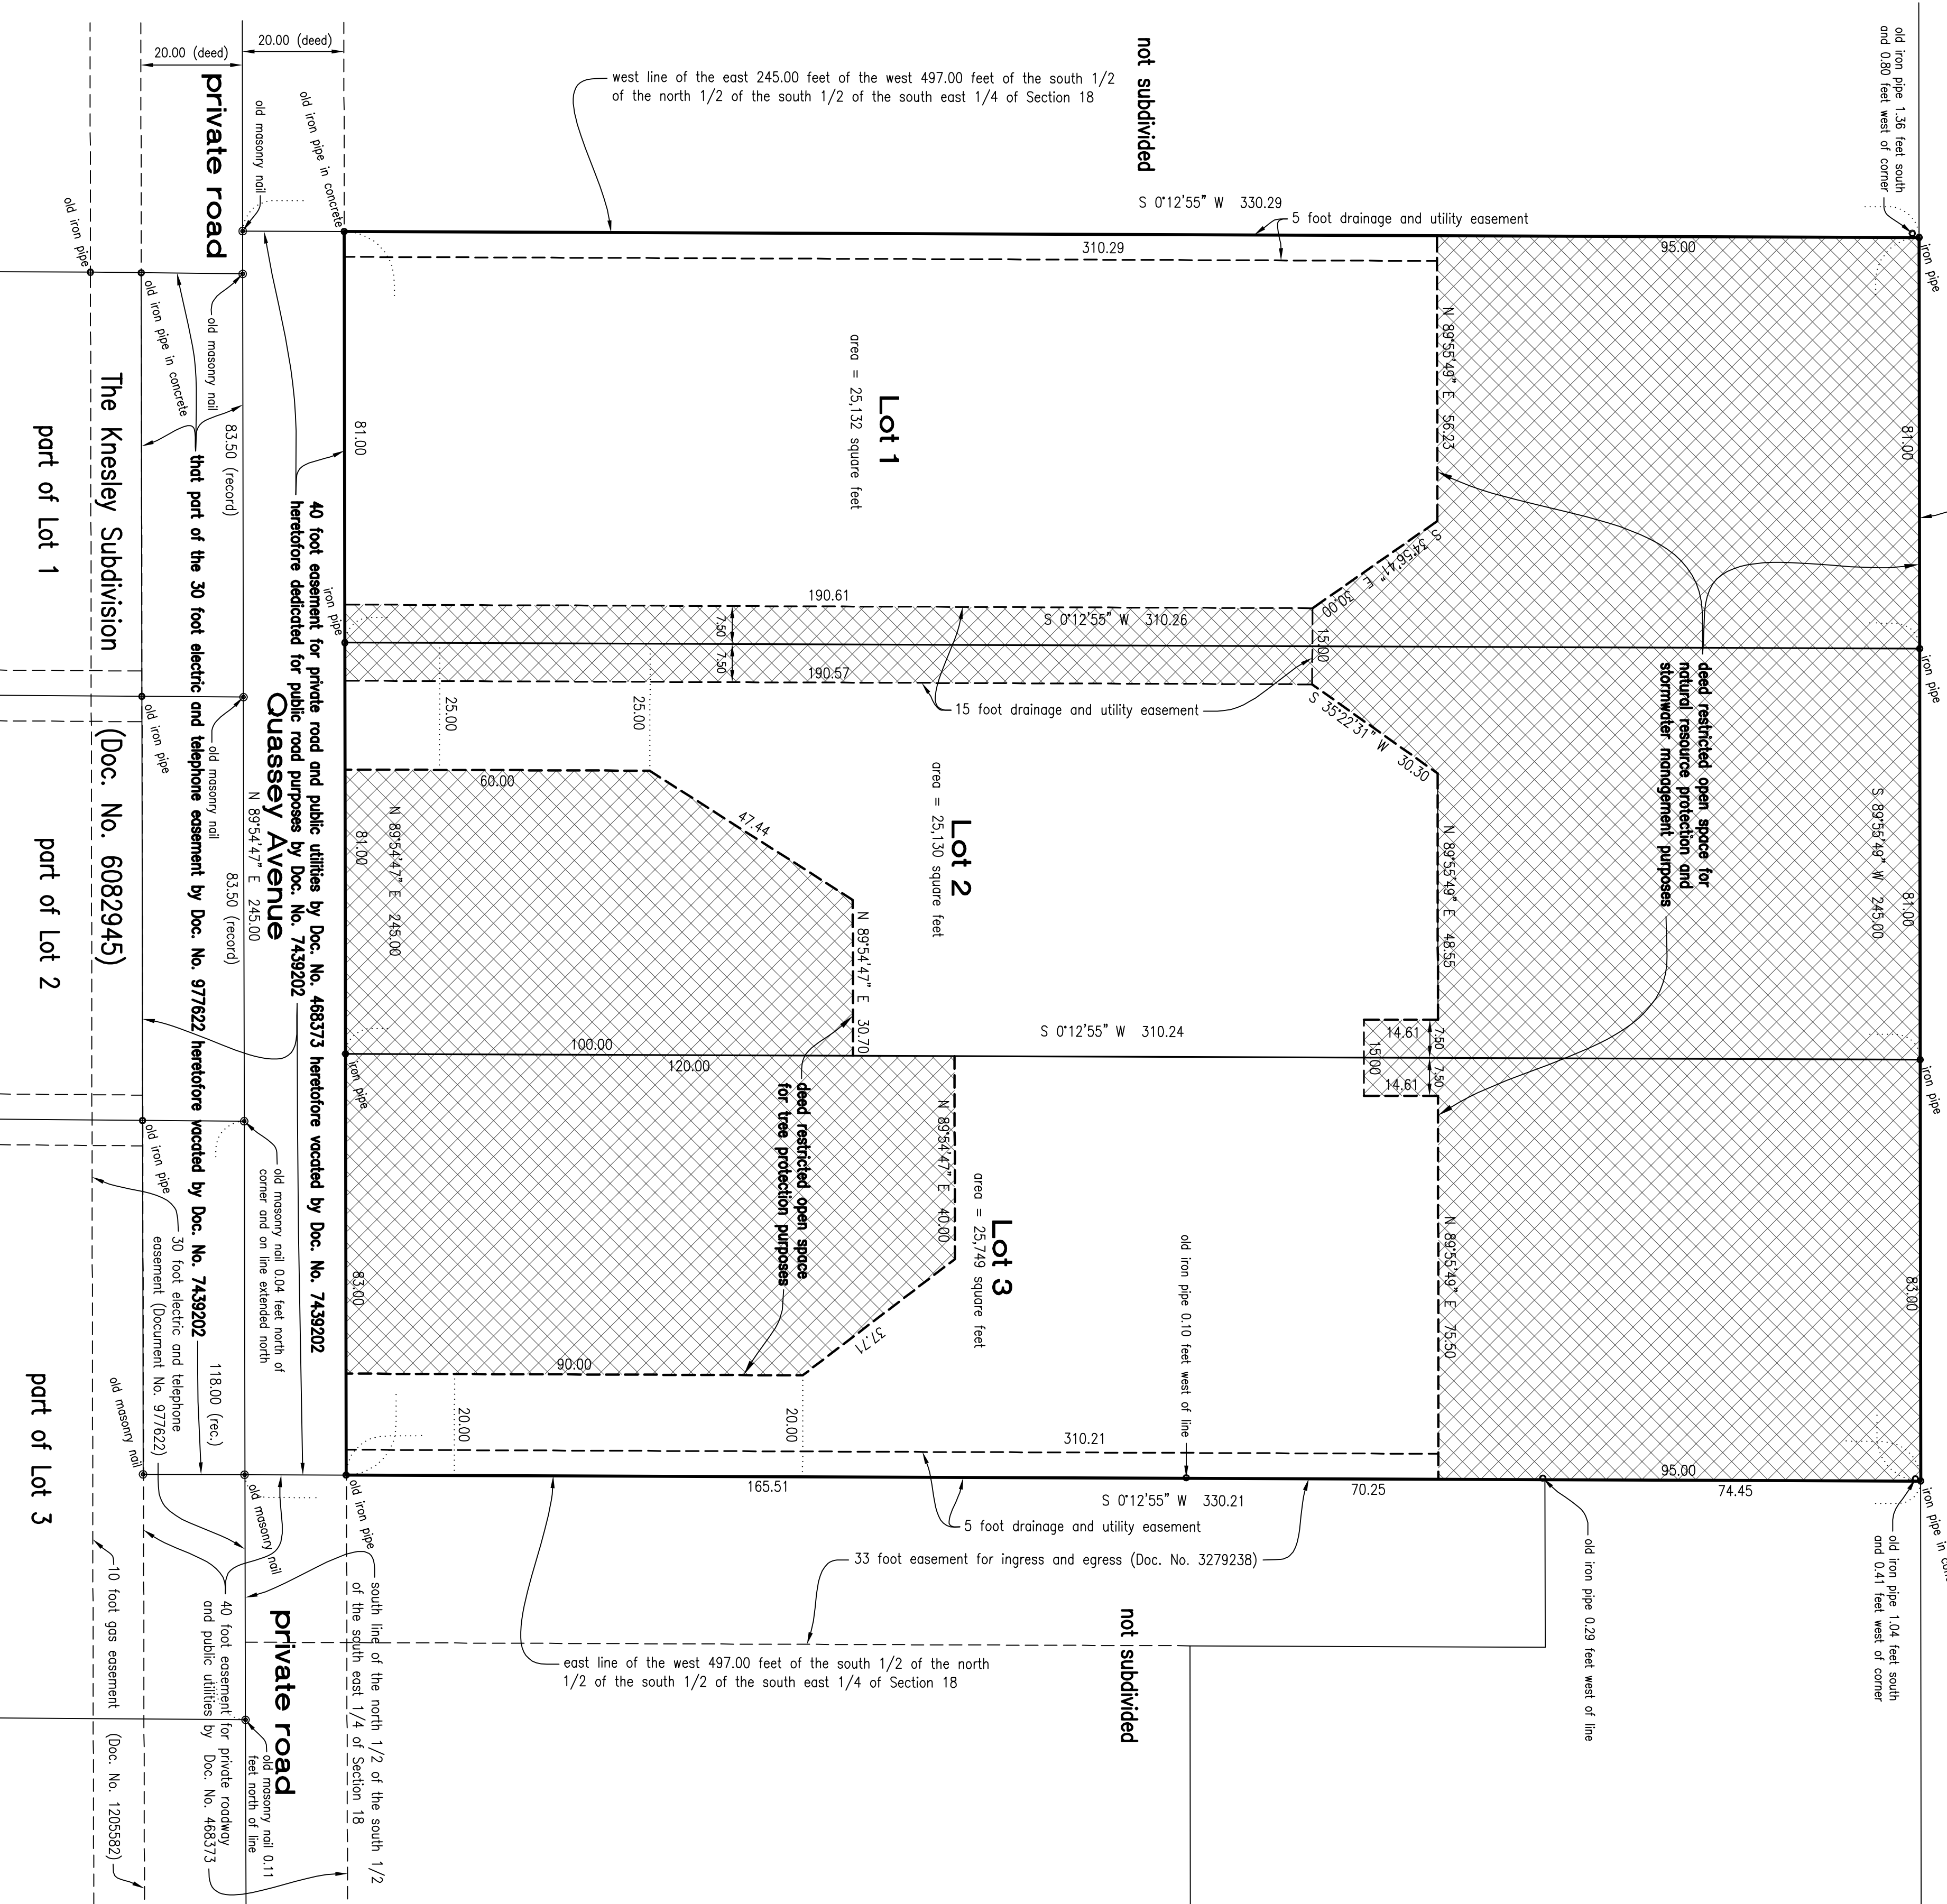 old iron pipe 1.36 feet south
and 0.80 feet west of corner
iron pipe
81.00
iron pipe
S 89°55'49" W 245.00
81.00
iron pipe
83.00
old iron pipe 1.04 feet south
and 0.41 feet west of corner
iron pipe in
95.00
deed restricted open space for
natural resource protection and
stormwater management purposes
95.00
74.45
old iron pipe 0.29 feet west of line
N 89°55'49" E 56.23
S 34°56'41" E
30.00
15.00
S 35°22'31" W
30.30
N 89°55'49" E 48.55
14.61
7.50
15.00
7.50
14.61
N 89°55'49" E 75.50
70.25
not subdivided
S 0°12'55" W 330.29
5 foot drainage and utility easement
west line of the east 245.00 feet of the west 497.00 feet of the south 1/2
of the north 1/2 of the south 1/2 of the south east 1/4 of Section 18
310.29
Lot 1
area = 25,132 square feet
190.61
S 0°12'55" W 310.26
7.50
7.50
190.57
15 foot drainage and utility easement
Lot 2
area = 25,130 square feet
S 0°12'55" W 310.24
Lot 3
area = 25,749 square feet
old iron pipe 0.10 feet west of line
310.21
S 0°12'55" W 330.21
165.51
5 foot drainage and utility easement
33 foot easement for ingress and egress (Doc. No. 3279238)
not subdivided
east line of the west 497.00 feet of the south 1/2 of the north
1/2 of the south 1/2 of the south east 1/4 of Section 18
25.00
25.00
60.00
47.44
N 89°54'47" E 30.70
100.00
120.00
N 89°54'47" E 40.00
deed restricted open space
for tree protection purposes
37.71
90.00
20.00
20.00
N 89°54'47" E 245.00
81.00
81.00
83.00
old iron pipe in concrete
iron pipe
iron pipe
old iron pipe
south line of the north 1/2 of the south 1/2
of the south east 1/4 of Section 18
40 foot easement for private road and public utilities by Doc. No. 468373 heretofore vacated by Doc. No. 7439202
heretofore dedicated for public road purposes by Doc. No. 7439202
Quassey Avenue
N 89°54'47" E 245.00
20.00 (deed)
20.00 (deed)
private road
old masonry nail
old masonry nail
83.50 (record)
old masonry nail
83.50 (record)
old masonry nail 0.04 feet north of
corner and on line extended north
118.00 (rec.)
old masonry nail
private road
old masonry nail 0.11
feet north of line
that part of the 30 foot electric and telephone easement by Doc. No. 977622 heretofore vacated by Doc. No. 7439202
30 foot electric and telephone
easement (Document No. 977622)
40 foot easement for private roadway
and public utilities by Doc. No. 468373
old iron pipe
old iron pipe in concrete
old iron pipe
old iron pipe
old masonry nail
10 foot gas easement (Doc. No. 1205582)
The Knesley Subdivision (Doc. No. 6082945)
part of Lot 1
part of Lot 2
part of Lot 3